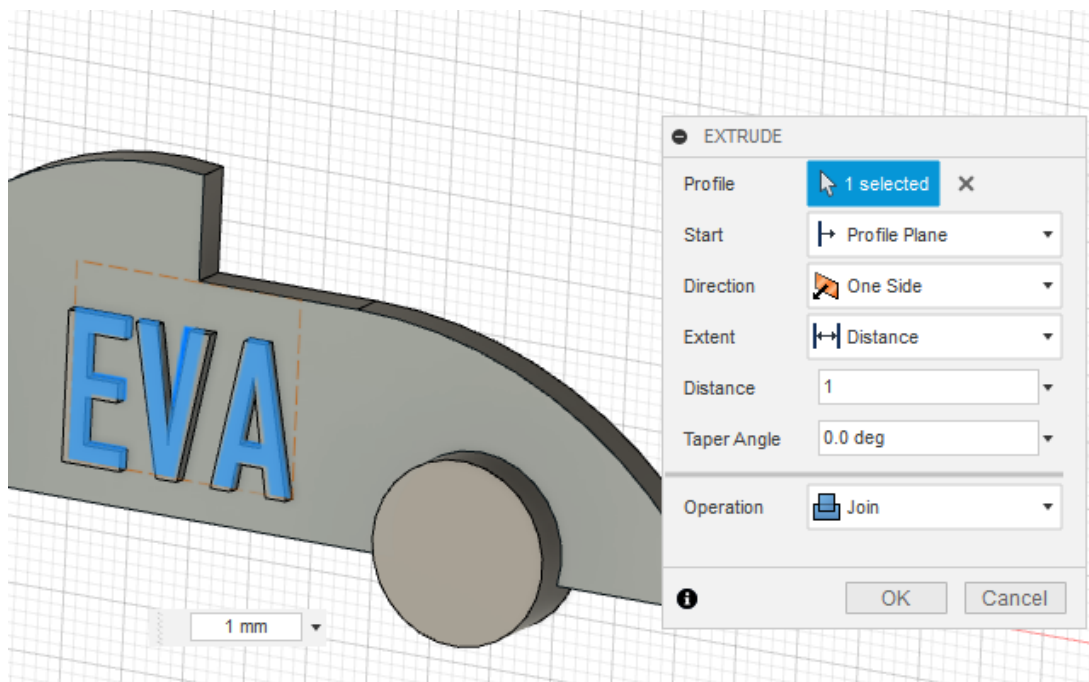 EXTRUDE
Profile 1 selected
Start Profile Plane
Direction One Side
Extent Distance
Distance 1
Taper Angle 0.0 deg
Operation Join
OK Cancel
EVA
1 mm